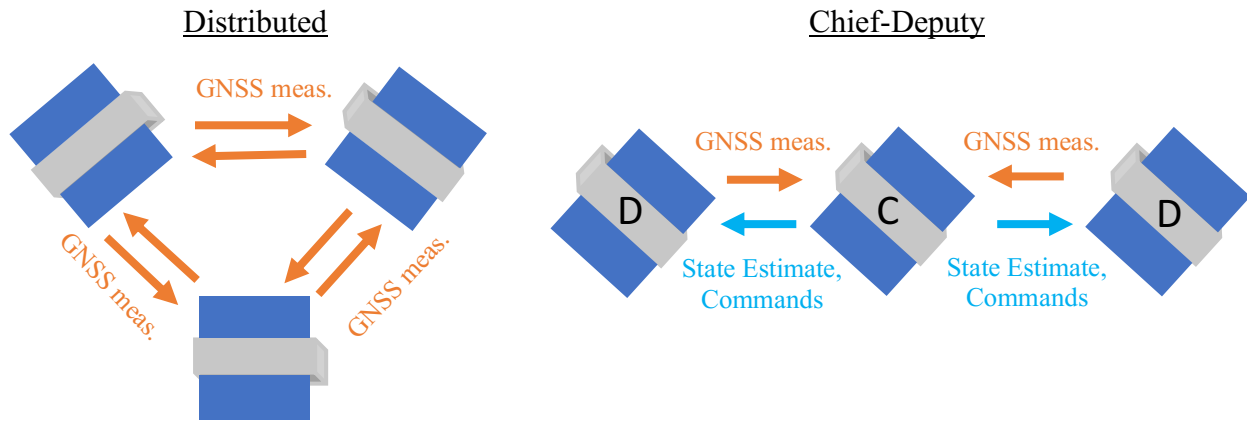 Distributed
GNSS meas.
GNSS meas.
GNSS meas.
Chief-Deputy
GNSS meas.
GNSS meas.
D
C
D
State Estimate,
Commands
State Estimate,
Commands